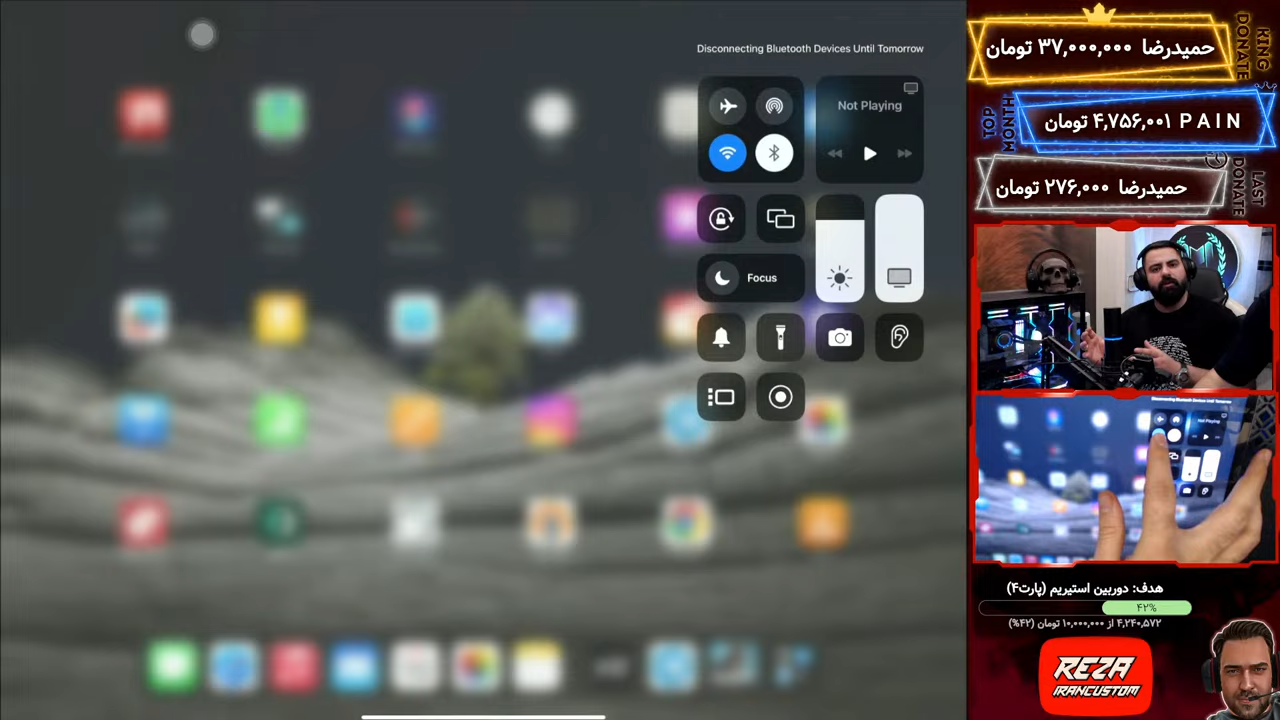 Disconnecting Bluetooth Devices Until Tomorrow
Not Playing
Focus
حمیدرضا ۳۷,۰۰۰,۰۰۰ تومان
KING DONATE
P A I N ۴,۷۵۶,۰۰۱ تومان
TOP MONTH
حمیدرضا ۲۷۶,۰۰۰ تومان
LAST DONATE
هدف: دوربین استیریم (پارت۴)
۴۲%
۴,۲۴۰,۵۷۲ از ۱۰,۰۰۰,۰۰۰ تومان (۴۲%)
REZA
IRANCUSTOM